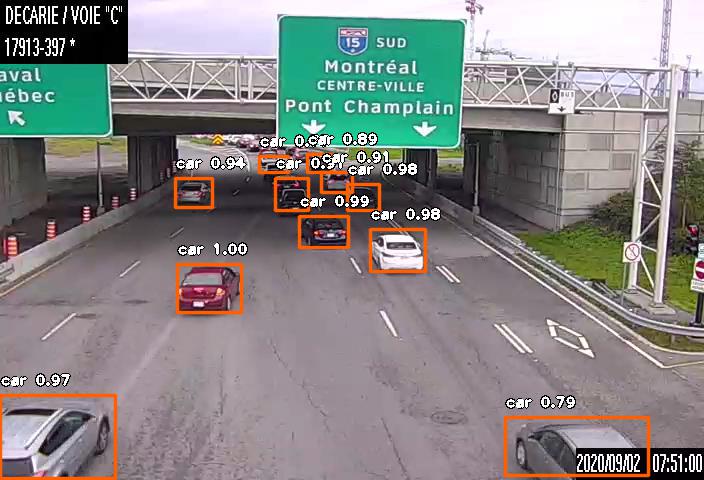 DECARIE / VOIE "C"
17913-397 *
aval
ébec
15 SUD
Montréal
CENTRE-VILLE
Pont Champlain
BUS
car 0.89
car 0.94
car 0.91
car 0.98
car 0.99
car 0.98
car 1.00
car 0.97
car 0.79
2020/09/02 07:51:00